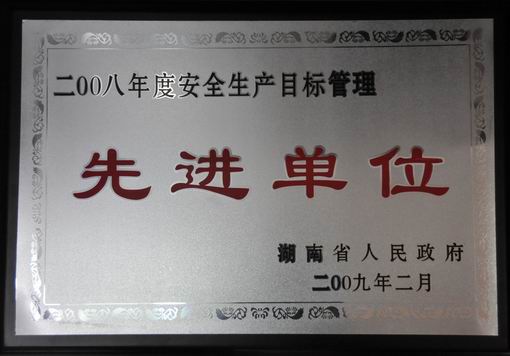 二00八年度安全生产目标管理
先进单位
湖南省人民政府
二00九年二月